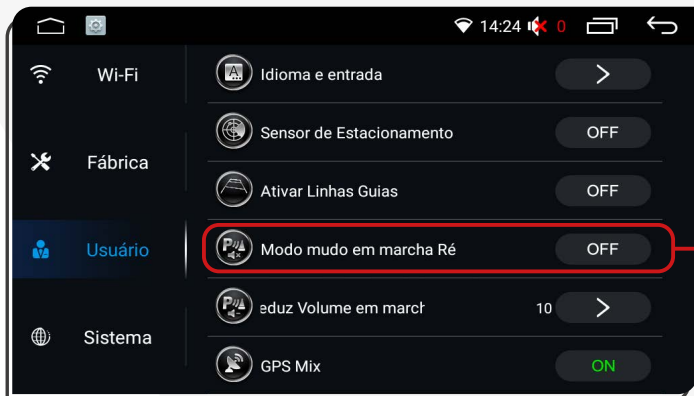 14:24 0
Wi-Fi
Idioma e entrada
Sensor de Estacionamento OFF
Fábrica
Ativar Linhas Guias OFF
Usuário
Modo mudo em marcha Ré OFF
eduz Volume em march 10
Sistema
GPS Mix ON